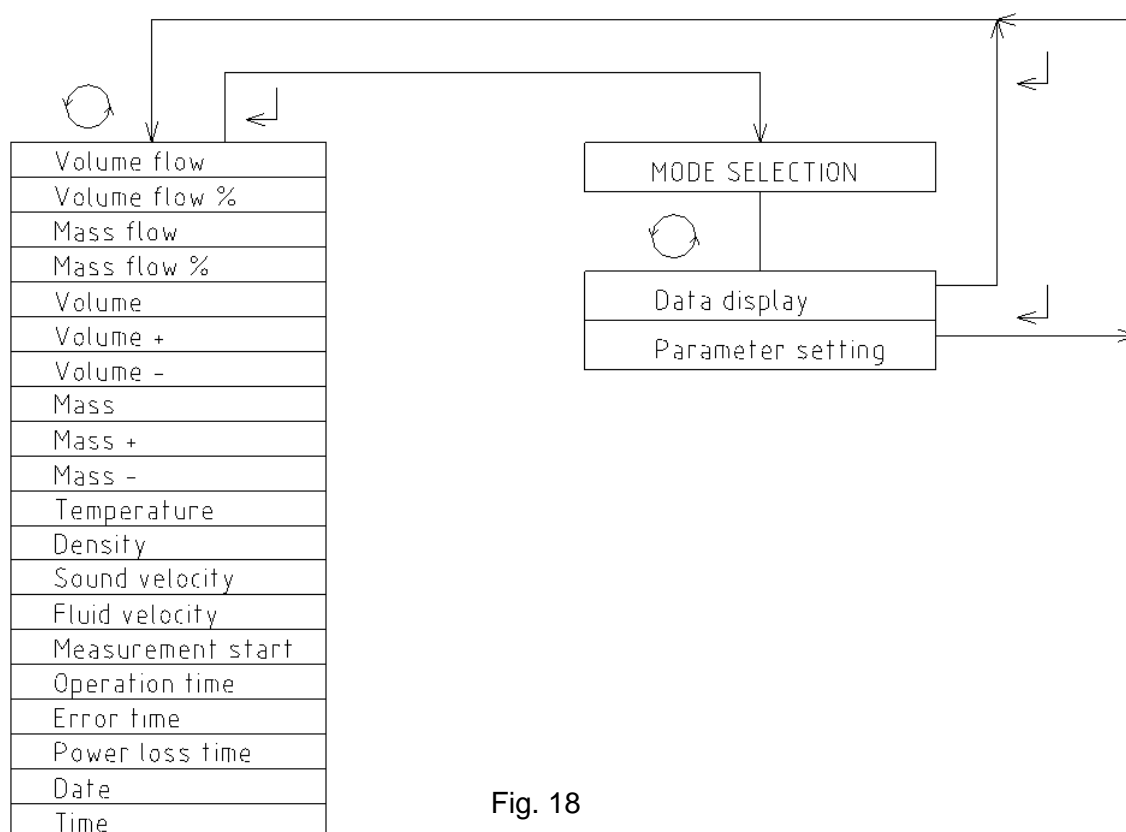 Volume flow
Volume flow %
Mass flow
Mass flow %
Volume
Volume +
Volume -
Mass
Mass +
Mass -
Temperature
Density
Sound velocity
Fluid velocity
Measurement start
Operation time
Error time
Power loss time
Date
Time
MODE SELECTION
Data display
Parameter setting
Fig. 18